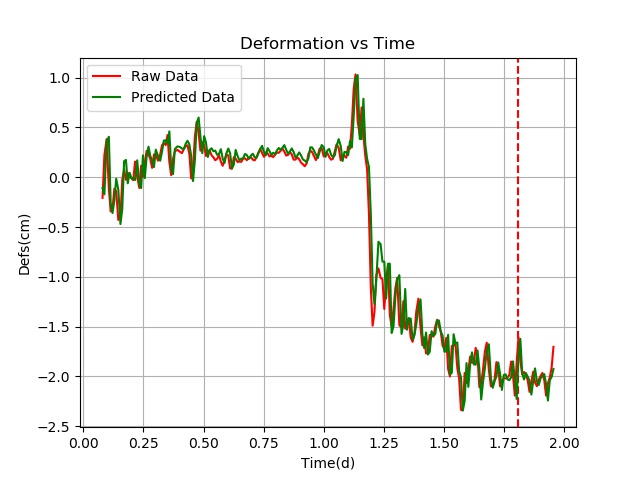 Deformation vs Time
Raw Data
Predicted Data
1.0
0.5
0.0
−0.5
−1.0
−1.5
−2.0
−2.5
Defs(cm)
0.00 0.25 0.50 0.75 1.00 1.25 1.50 1.75 2.00
Time(d)